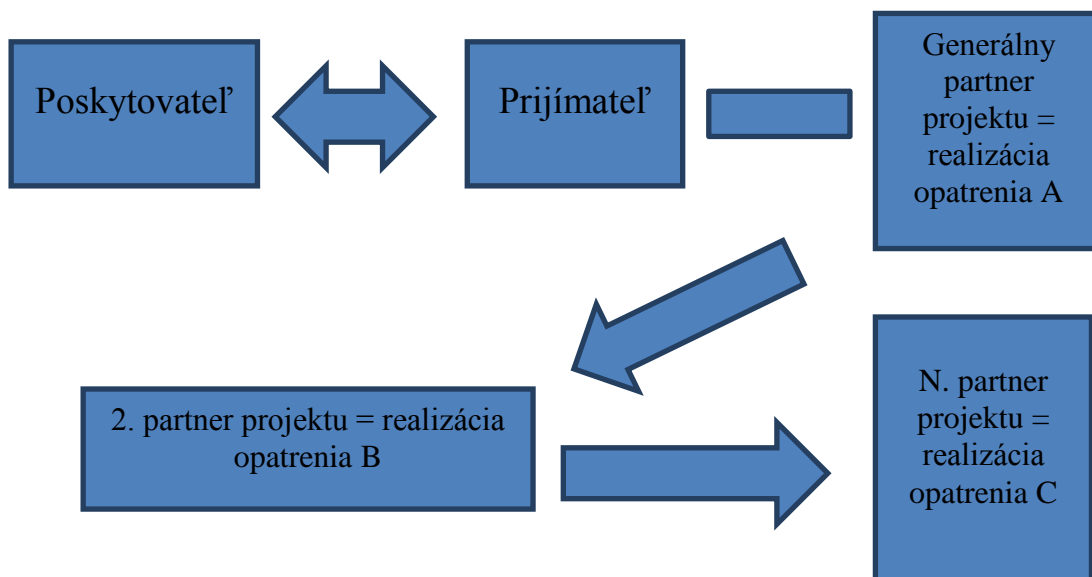 Poskytovateľ
Prijímateľ
Generálny
partner
projektu =
realizácia
opatrenia A
2. partner projektu = realizácia
opatrenia B
N. partner
projektu =
realizácia
opatrenia C